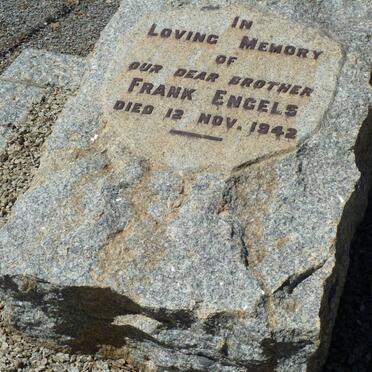 IN
LOVING MEMORY
OF
OUR DEAR BROTHER
FRANK ENGELS
DIED 12 NOV. 1942